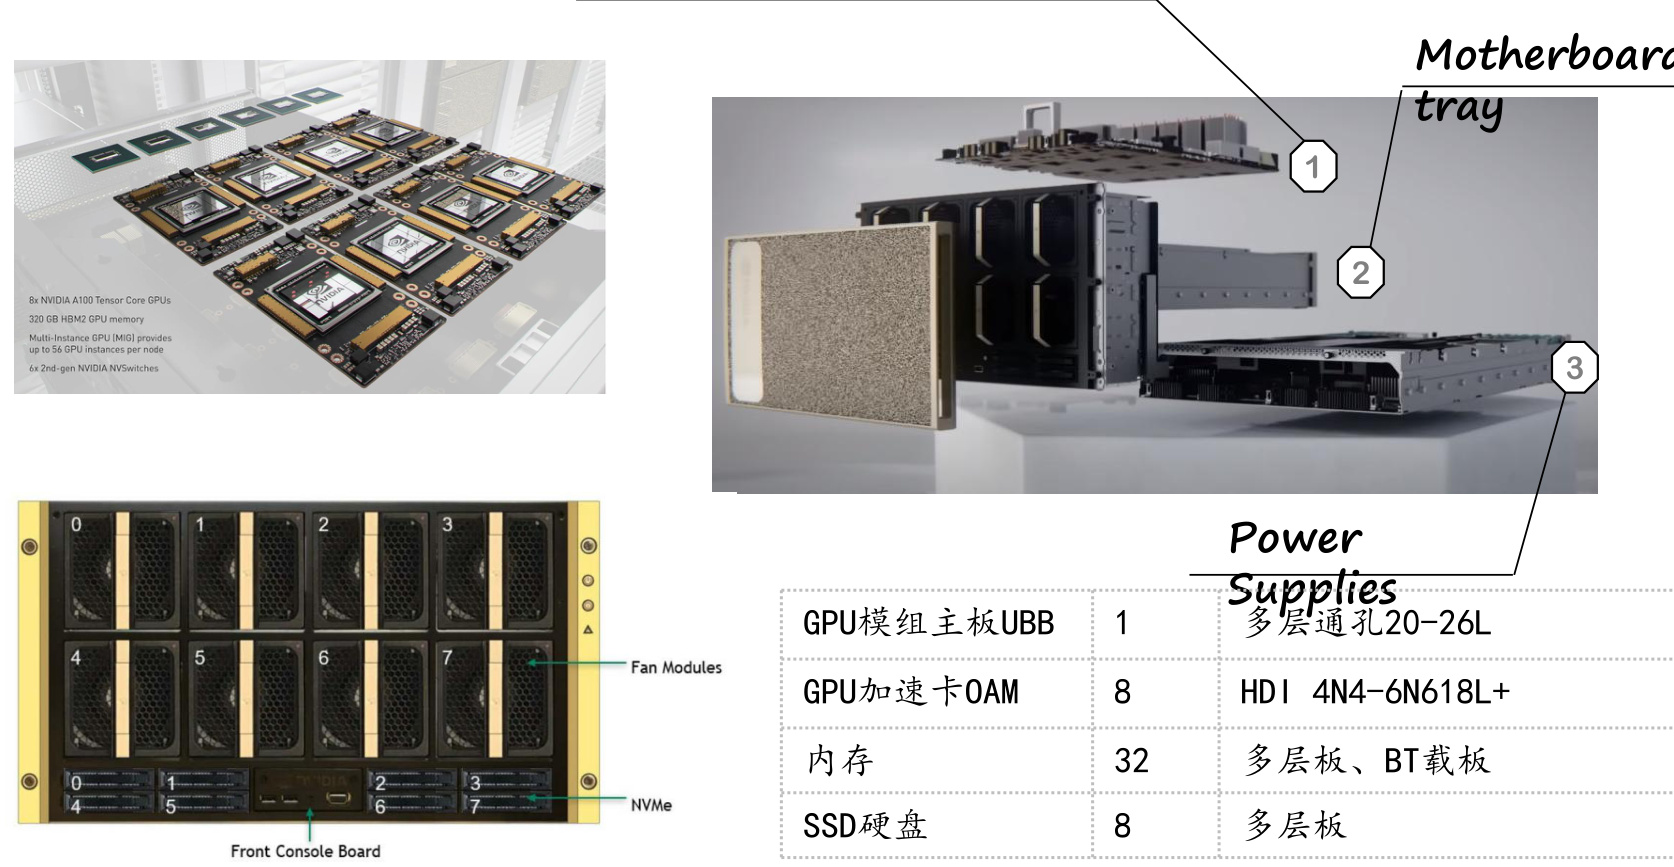 Motherboard
tray
1
2
3
8x NVIDIA A100 Tensor Core GPUs
320 GB HBM2 GPU memory
Multi-Instance GPU [MIG] provides
up to 56 GPU instances per node
6x 2nd-gen NVIDIA NVSwitches
Power
Supplies
0 1 2 3
4 5 6 7
Fan Modules
0 1 2 3
4 5 6 7
NVMe
Front Console Board
GPU模组主板UBB 1 多层通孔20-26L
GPU加速卡OAM 8 HDI 4N4-6N618L+
内存 32 多层板、BT载板
SSD硬盘 8 多层板